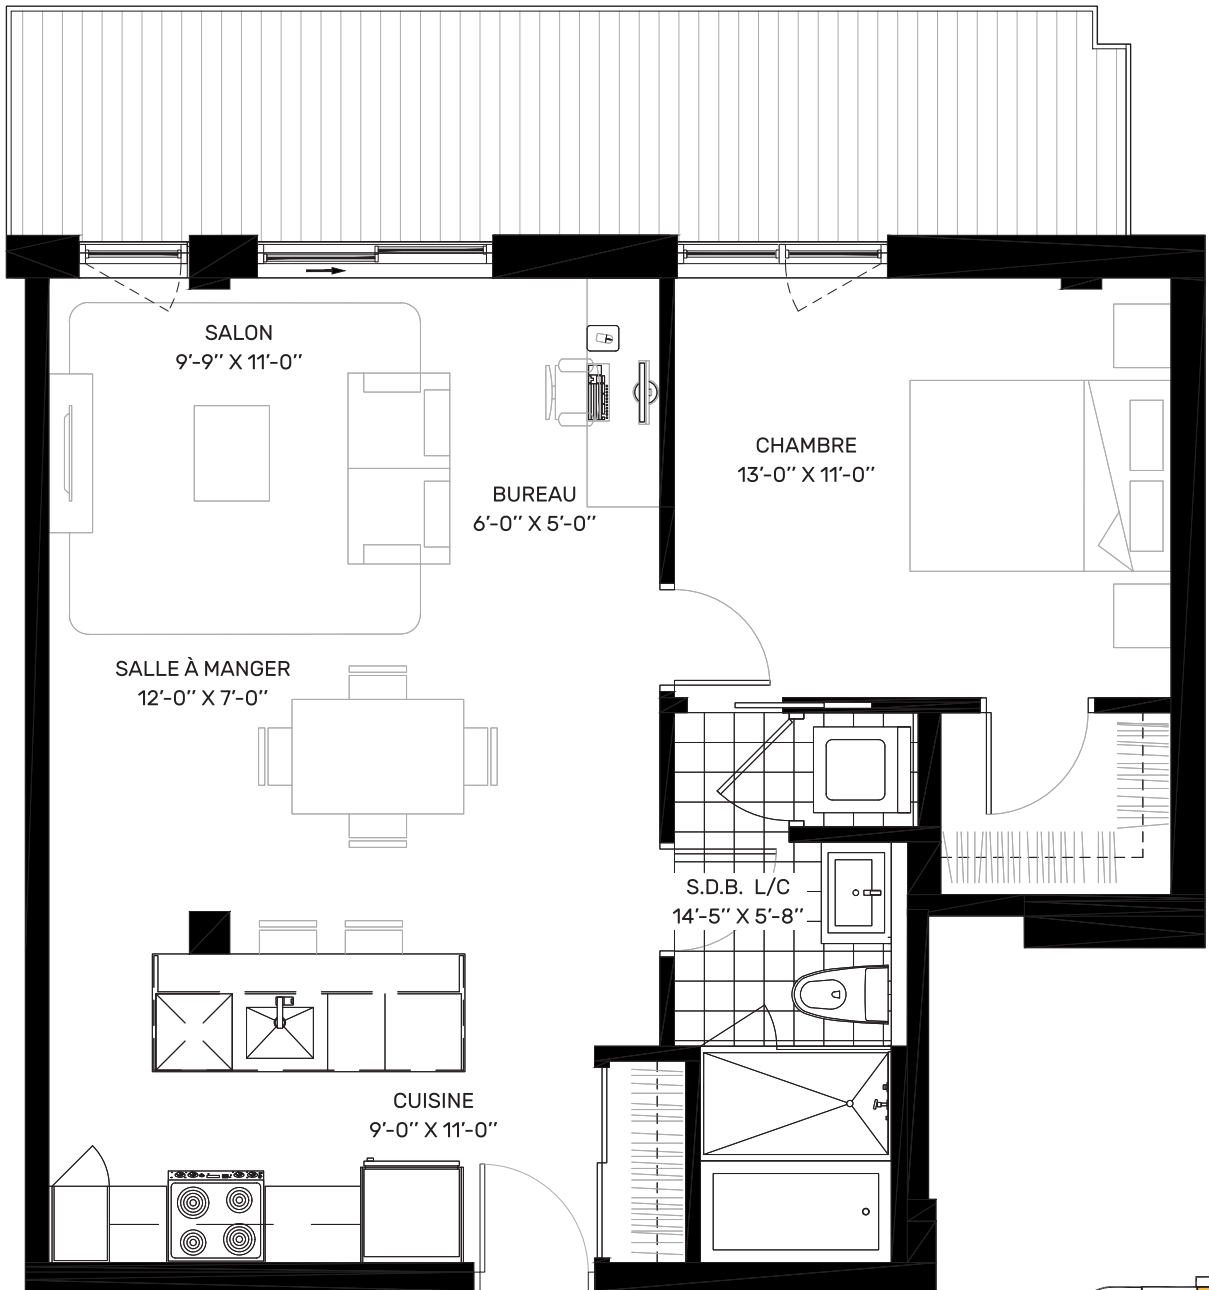 SALON
9'-9'' X 11'-0''
CHAMBRE
13'-0'' X 11'-0''
BUREAU
6'-0'' X 5'-0''
SALLE À MANGER
12'-0'' X 7'-0''
S.D.B. L/C
14'-5'' X 5'-8''
CUISINE
9'-0'' X 11'-0''